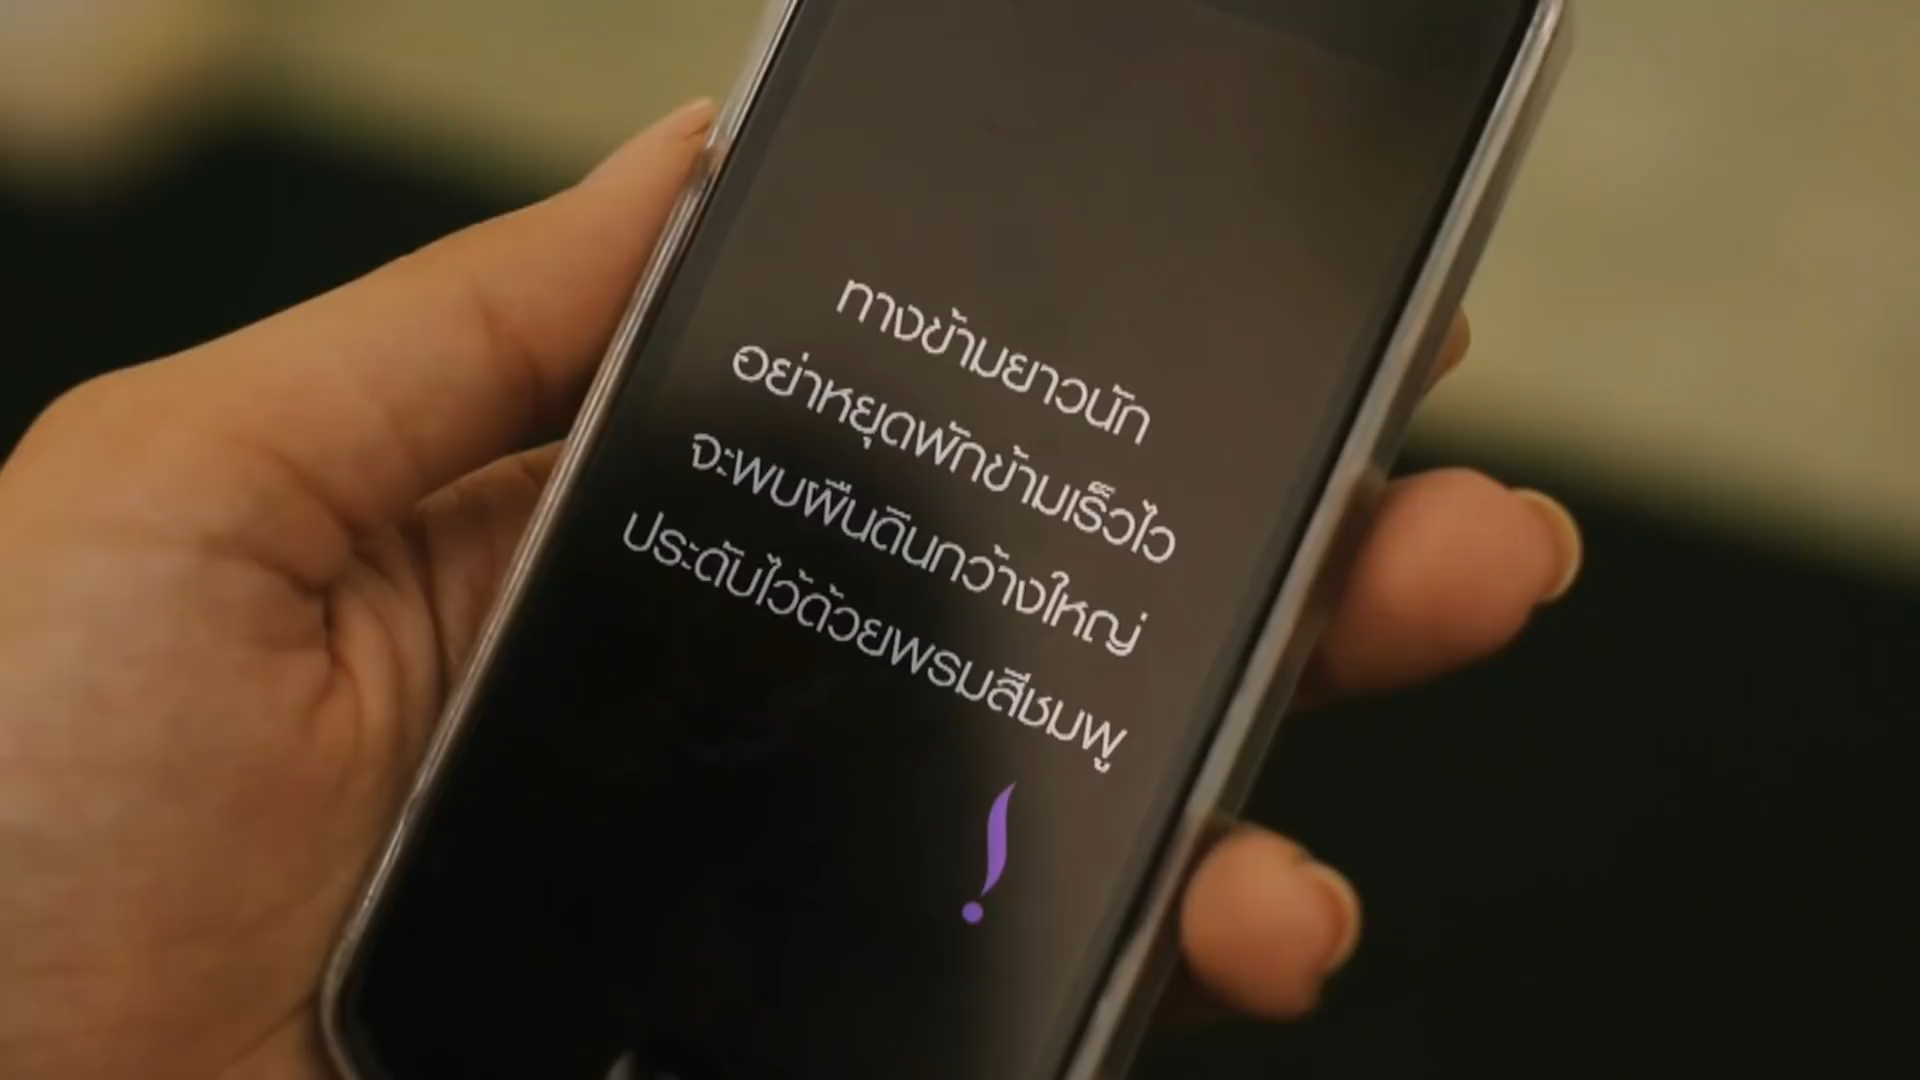 ทางข้ามยาวนัก
อย่าหยุดพักข้ามเร็วไว
จะพบผืนดินกว้างใหญ่
ประดับไว้ด้วยพรมสีชมพู
!